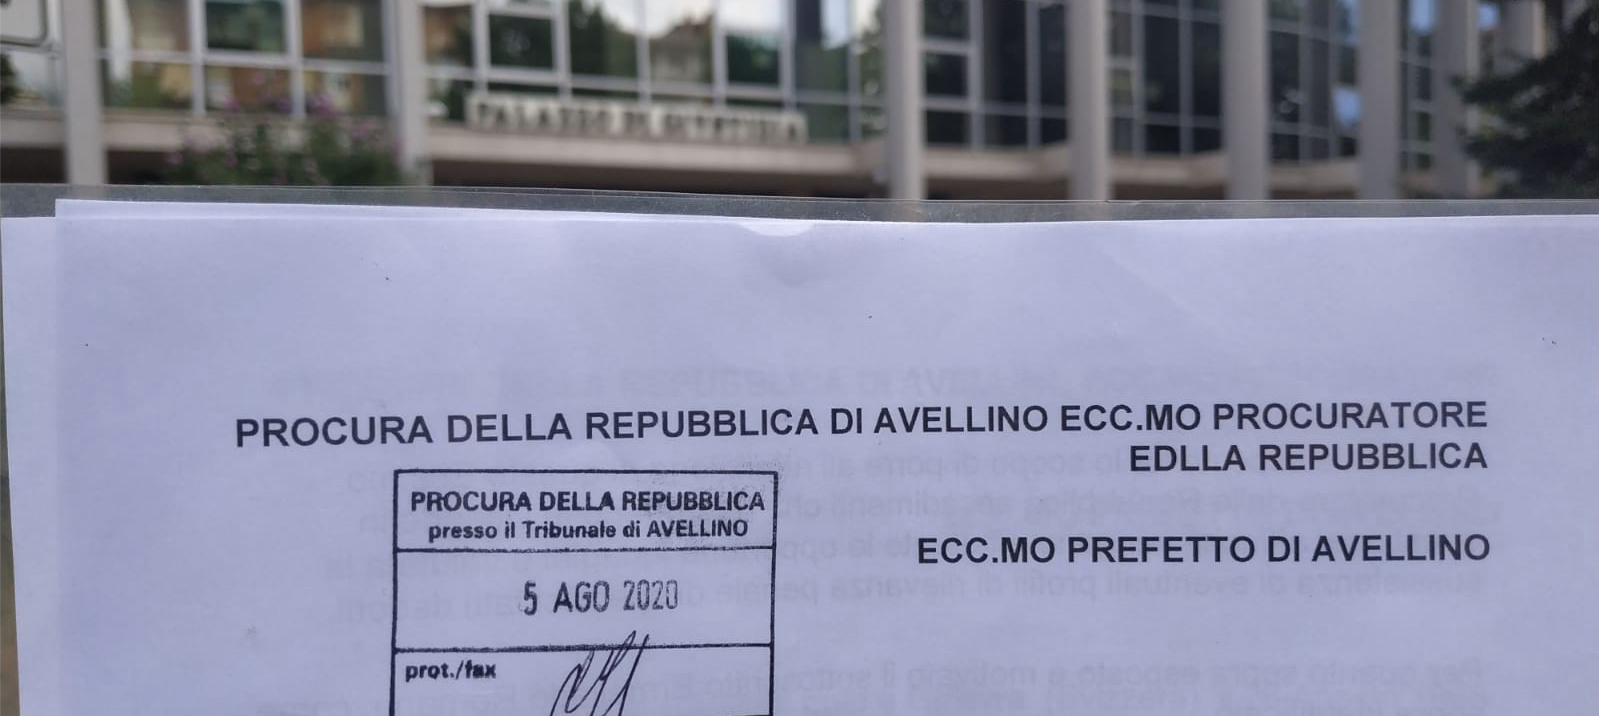 PALAZZO DI GIUSTIZIA
PROCURA DELLA REPUBBLICA DI AVELLINO ECC.MO PROCURATORE
EDLLA REPUBBLICA
PROCURA DELLA REPUBBLICA
presso il Tribunale di AVELLINO
ECC.MO PREFETTO DI AVELLINO
5 AGO 2020
prot./fax